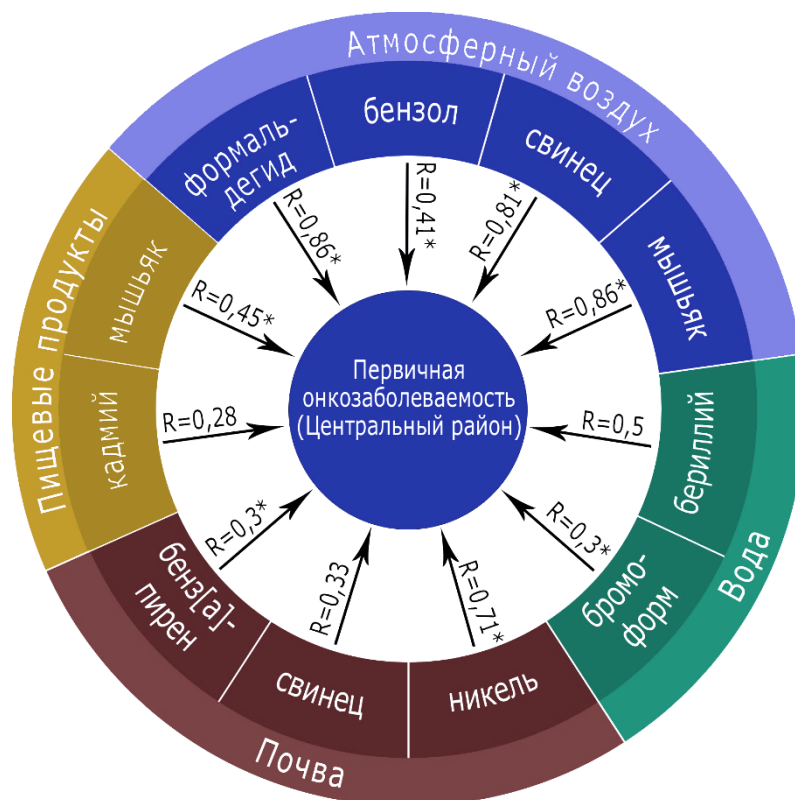 Атмосферный воздух
формаль-
дегид
бензол
свинец
мышьяк
R=0,86*
R=0,41*
R=0,81*
R=0,86*
Вода
бериллий
бромо-
форм
R=0,5
R=0,3*
Почва
никель
свинец
бенз[а]-
пирен
R=0,71*
R=0,33
R=0,3*
Пищевые продукты
кадмий
мышьяк
R=0,28
R=0,45*
Первичная
онкозаболеваемость
(Центральный район)